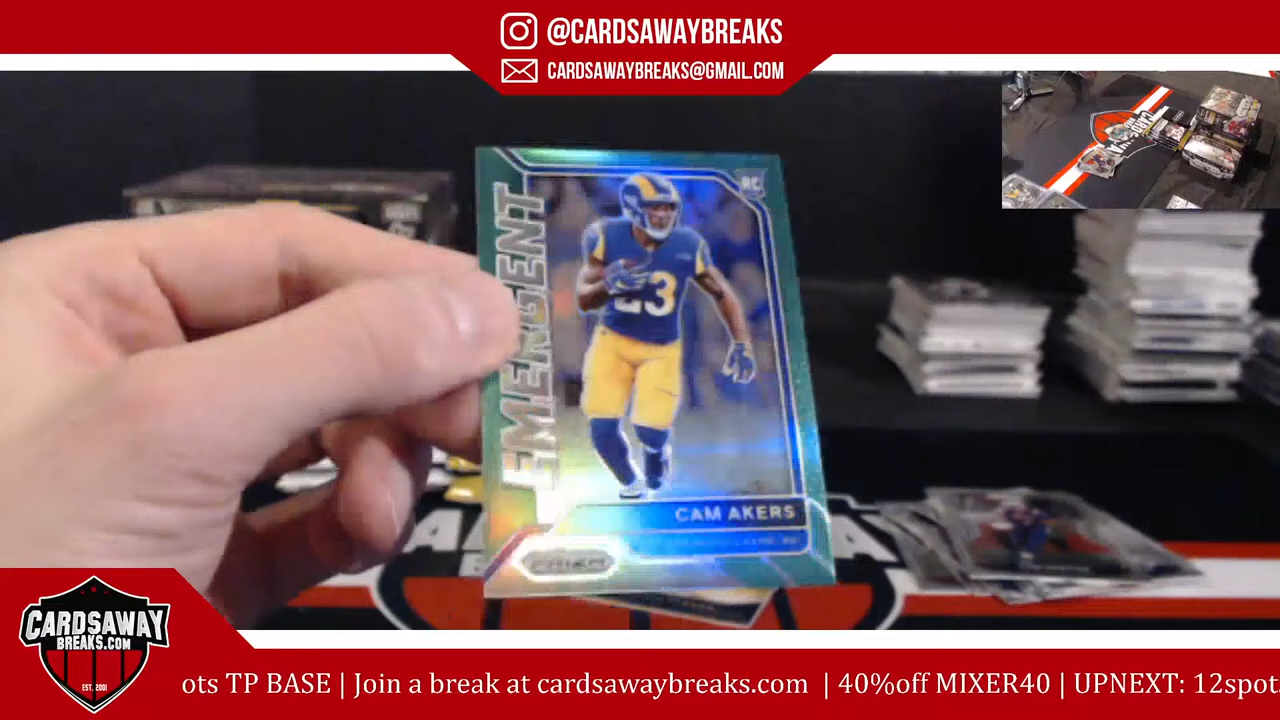 @CARDSAWAYBREAKS
CARDSAWAYBREAKS@GMAIL.COM
EMERGENT
RC
23
CAM AKERS
PRIZM
CARDSAWAY
BREAKS.COM
EST. 2001
ots TP BASE | Join a break at cardsawaybreaks.com | 40%off MIXER40 | UPNEXT: 12spot